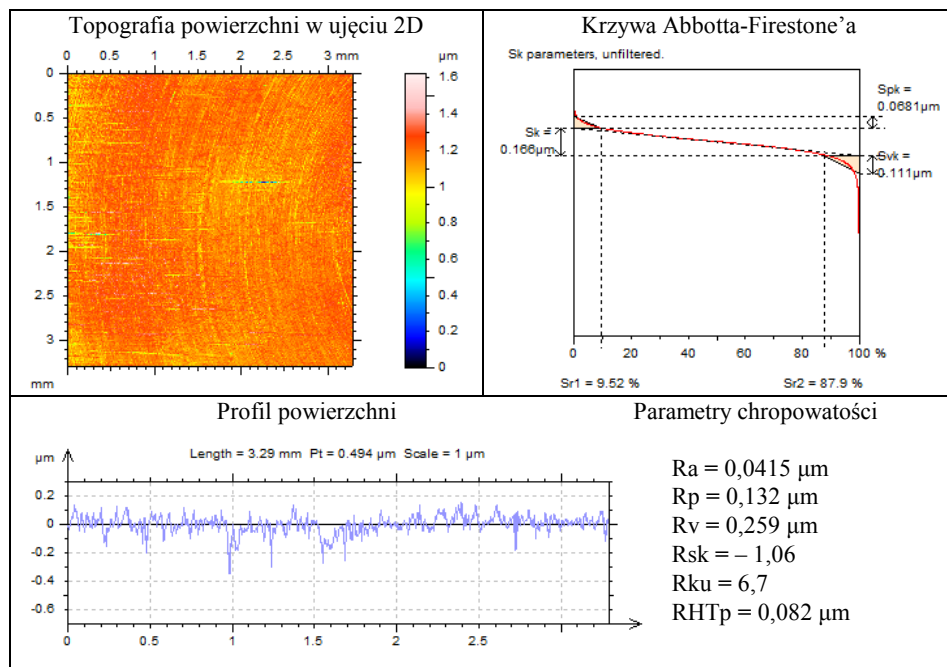 Topografia powierzchni w ujęciu 2D
0 0.5 1 1.5 2 2.5 3 mm
µm
0
0.5
1
1.5
2
2.5
3
mm
1.6
1.4
1.2
1
0.8
0.6
0.4
0.2
0
Krzywa Abbotta-Firestone’a
Sk parameters, unfiltered.
Spk =
0.0681µm
Sk =
0.166µm
Svk =
0.111µm
0 20 40 60 80 100 %
Sr1 = 9.52 % Sr2 = 87.9 %
Profil powierzchni
µm
Length = 3.29 mm Pt = 0.494 µm Scale = 1 µm
0.2
0
-0.2
-0.4
-0.6
0 0.5 1 1.5 2 2.5
Parametry chropowatości
Ra = 0,0415 µm
Rp = 0,132 µm
Rv = 0,259 µm
Rsk = – 1,06
Rku = 6,7
RHTp = 0,082 µm